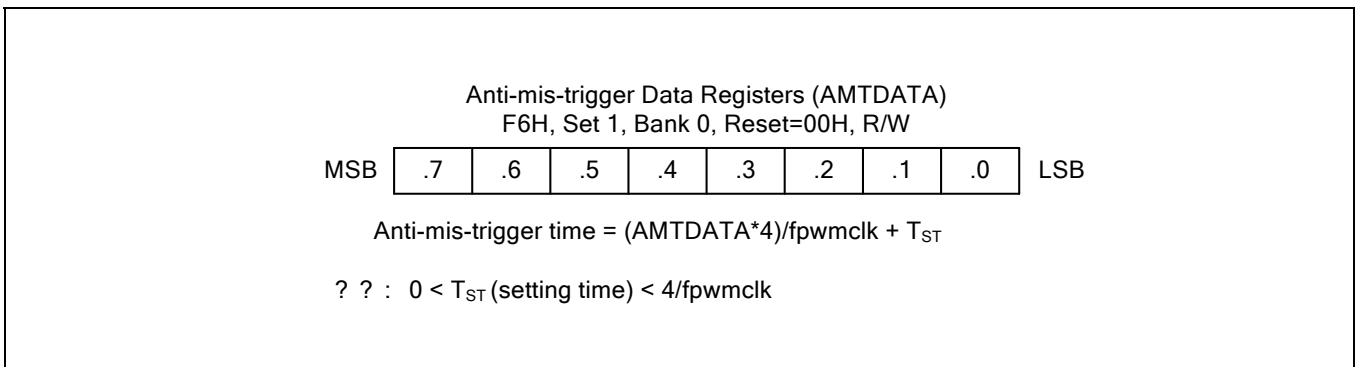 Anti-mis-trigger Data Registers (AMTDATA)
F6H, Set 1, Bank 0, Reset=00H, R/W
MSB .7 .6 .5 .4 .3 .2 .1 .0 LSB
Anti-mis-trigger time = (AMTDATA*4)/fpwmclk + TST
? ? : 0 < TST (setting time) < 4/fpwmclk